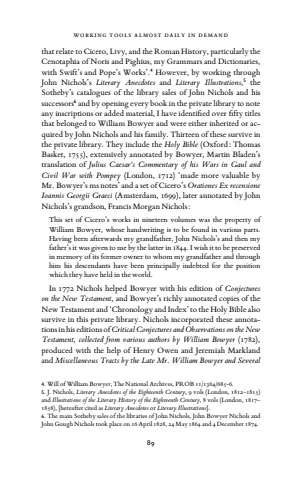 WORKING TOOLS ALMOST DAILY IN DEMAND
that relate to Cicero, Livy, and the Roman History, particularly the
Cenotaphia of Noris and Pighius, my Grammars and Dictionaries,
with Swift's and Pope's Works'.4 However, by working through
John Nichols's Literary Anecdotes and Literary Illustrations,5 the
Sotheby's catalogues of the library sales of John Nichols and his
successors6 and by opening every book in the private library to note
any inscriptions or added material, I have identified over fifty titles
that belonged to William Bowyer and were either inherited or ac-
quired by John Nichols and his family. Thirteen of these survive in
the private library. They include the Holy Bible (Oxford: Thomas
Basket, 1755), extensively annotated by Bowyer, Martin Bladen's
translation of Julius Caesar's Commentary of his Wars in Gaul and
Civil War with Pompey (London, 1712) 'made more valuable by
Mr. Bowyer's ms notes' and a set of Cicero's Orationes Ex recensione
Ioannis Georgii Graevi (Amsterdam, 1699), later annotated by John
Nichols's grandson, Francis Morgan Nichols:
This set of Cicero's works in nineteen volumes was the property of
William Bowyer, whose handwriting is to be found in various parts.
Having been afterwards my grandfather, John Nichols's and then my
father's it was given to me by the latter in 1844. I wish it to be preserved
in memory of its former owner to whom my grandfather and through
him his descendants have been principally indebted for the position
which they have held in the world.
In 1772 Nichols helped Bowyer with his edition of Conjectures
on the New Testament, and Bowyer's richly annotated copies of the
New Testament and 'Chronology and Index' to the Holy Bible also
survive in this private library. Nichols incorporated these annota-
tions in his editions of Critical Conjectures and Observations on the New
Testament, collected from various authors by William Bowyer (1782),
produced with the help of Henry Owen and Jeremiah Markland
and Miscellaneous Tracts by the Late Mr. William Bowyer and Several
4. Will of William Bowyer, The National Archives, PROB 11/1364/685-6.
5. J. Nichols, Literary Anecdotes of the Eighteenth Century, 9 vols (London, 1812–1815)
and Illustrations of the Literary History of the Eighteenth Century, 8 vols (London, 1817–
1858), [hereafter cited as Literary Anecdotes or Literary Illustrations].
6. The main Sotheby sales of the libraries of John Nichols, John Bowyer Nichols and
John Gough Nichols took place on 16 April 1828, 24 May 1864 and 4 December 1874.
89